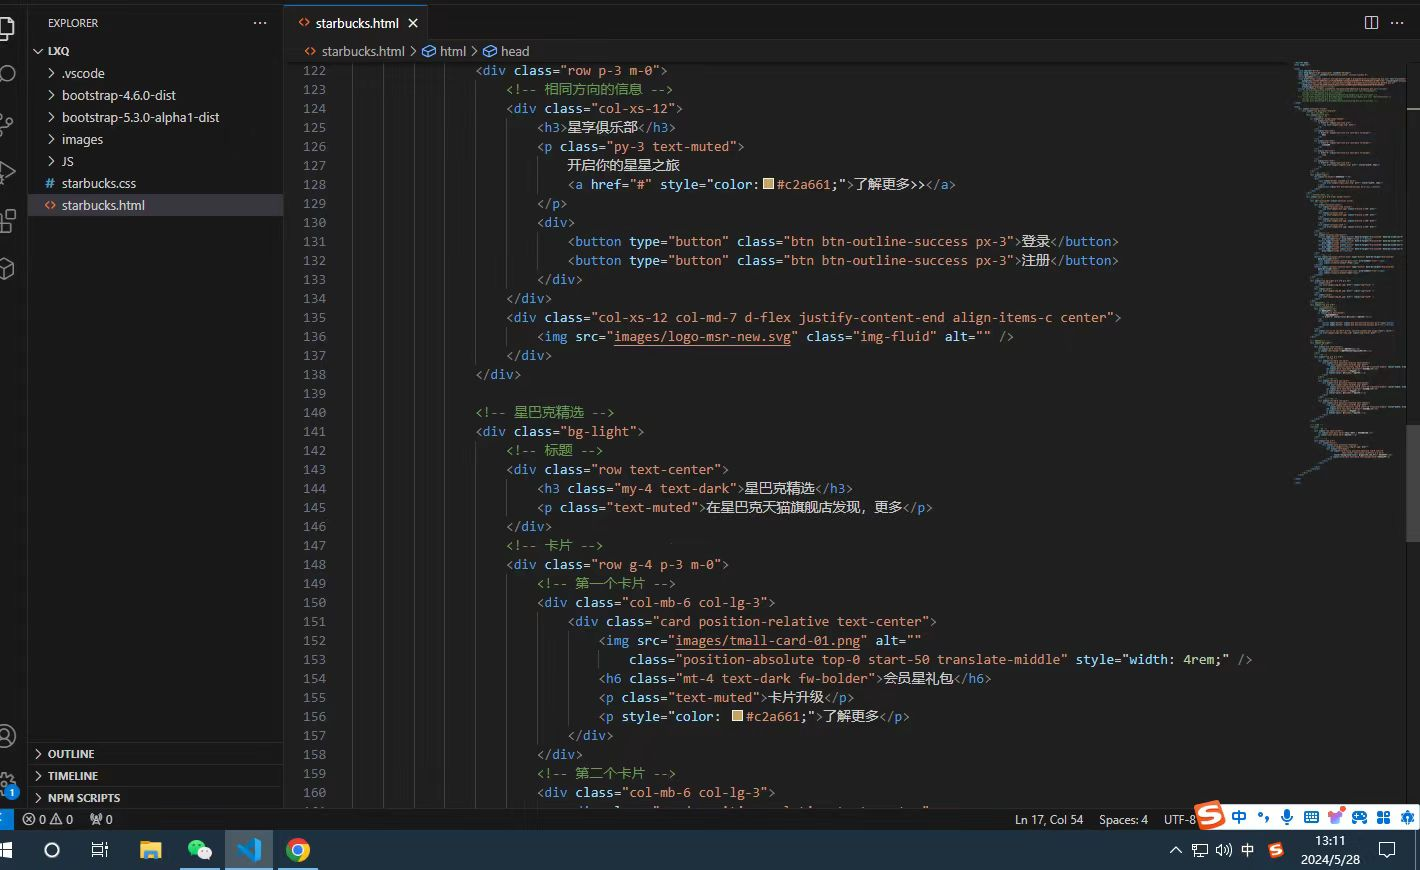 EXPLORER
···
starbucks.html
···
LXQ
starbucks.html > html > head
.vscode
bootstrap-4.6.0-dist
bootstrap-5.3.0-alpha1-dist
images
JS
starbucks.css
starbucks.html
122 <div class="row p-3 m-0">
123 <!-- 相同方向的信息 -->
124 <div class="col-xs-12">
125 <h3>星享俱乐部</h3>
126 <p class="py-3 text-muted">
127 开启你的星星之旅
128 <a href="#" style="color:#c2a661;">了解更多>></a>
129 </p>
130 <div>
131 <button type="button" class="btn btn-outline-success px-3">登录</button>
132 <button type="button" class="btn btn-outline-success px-3">注册</button>
133 </div>
134 </div>
135 <div class="col-xs-12 col-md-7 d-flex justify-content-end align-items-c center">
136 <img src="images/logo-msr-new.svg" class="img-fluid" alt="" />
137 </div>
138 </div>
139
140 <!-- 星巴克精选 -->
141 <div class="bg-light">
142 <!-- 标题 -->
143 <div class="row text-center">
144 <h3 class="my-4 text-dark">星巴克精选</h3>
145 <p class="text-muted">在星巴克天猫旗舰店发现，更多</p>
146 </div>
147 <!-- 卡片 -->
148 <div class="row g-4 p-3 m-0">
149 <!-- 第一个卡片 -->
150 <div class="col-mb-6 col-lg-3">
151 <div class="card position-relative text-center">
152 <img src="images/tmall-card-01.png" alt=""
153 class="position-absolute top-0 start-50 translate-middle" style="width: 4rem;" />
154 <h6 class="mt-4 text-dark fw-bolder">会员星礼包</h6>
155 <p class="text-muted">卡片升级</p>
156 <p style="color: #c2a661;">了解更多</p>
157 </div>
158 </div>
159 <!-- 第二个卡片 -->
160 <div class="col-mb-6 col-lg-3">
OUTLINE
TIMELINE
NPM SCRIPTS
1
0 0 0
Ln 17, Col 54 Spaces: 4 UTF-8
S 中
中 S
13:11
2024/5/28